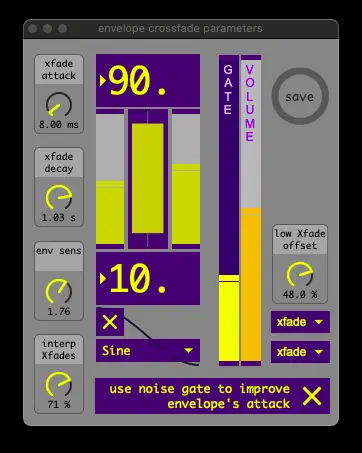 envelope crossfade parameters
xfade
attack
8.00 ms
90.
GATE
VOLUME
save
xfade
decay
1.03 s
env sens
1.76
10.
low Xfade
offset
48.0 %
interp
Xfades
71 %
Sine
xfade
xfade
use noise gate to improve
envelope's attack